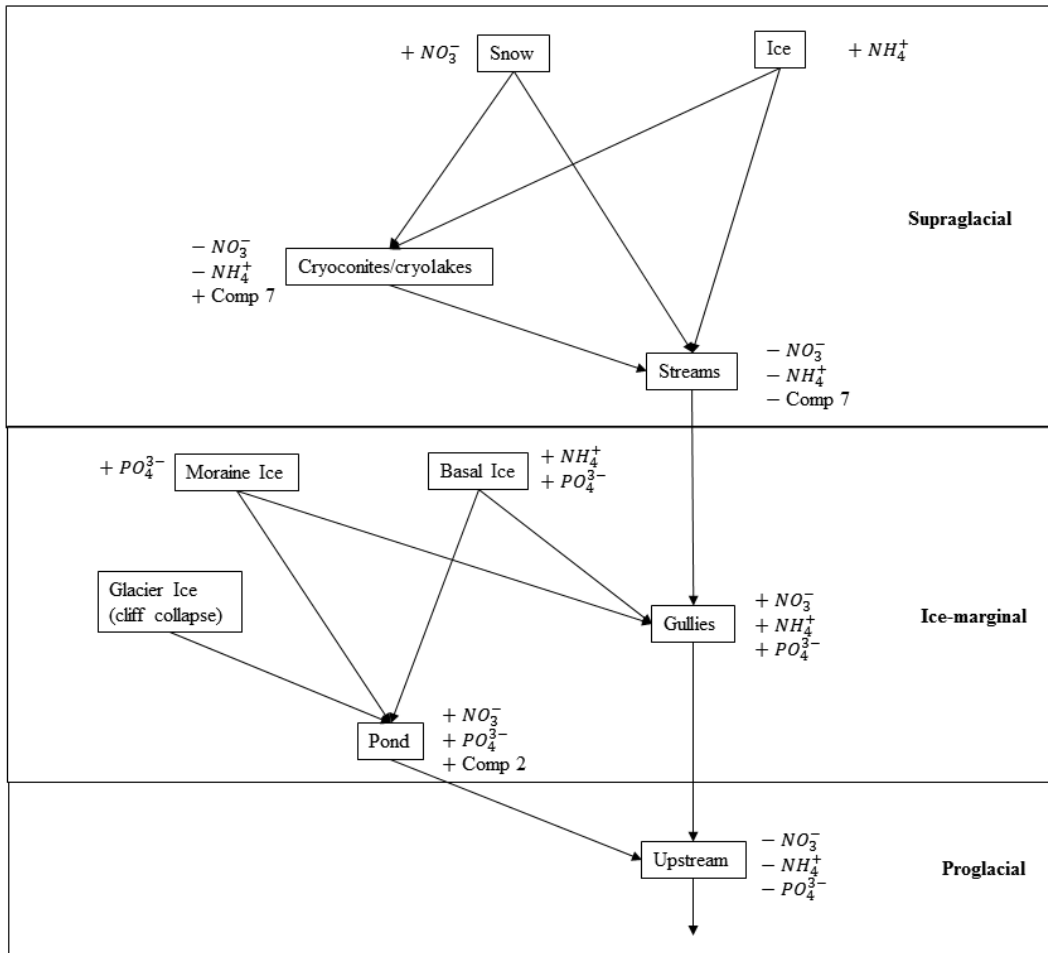 + NO₃⁻
Snow
Ice
+ NH₄⁺
Supraglacial
− NO₃⁻
− NH₄⁺
+ Comp 7
Cryoconites/cryolakes
Streams
− NO₃⁻
− NH₄⁺
− Comp 7
+ PO₄³⁻
Moraine Ice
Basal Ice
+ NH₄⁺
+ PO₄³⁻
Glacier Ice
(cliff collapse)
Gullies
+ NO₃⁻
+ NH₄⁺
+ PO₄³⁻
Ice-marginal
Pond
+ NO₃⁻
+ PO₄³⁻
+ Comp 2
Upstream
− NO₃⁻
− NH₄⁺
− PO₄³⁻
Proglacial